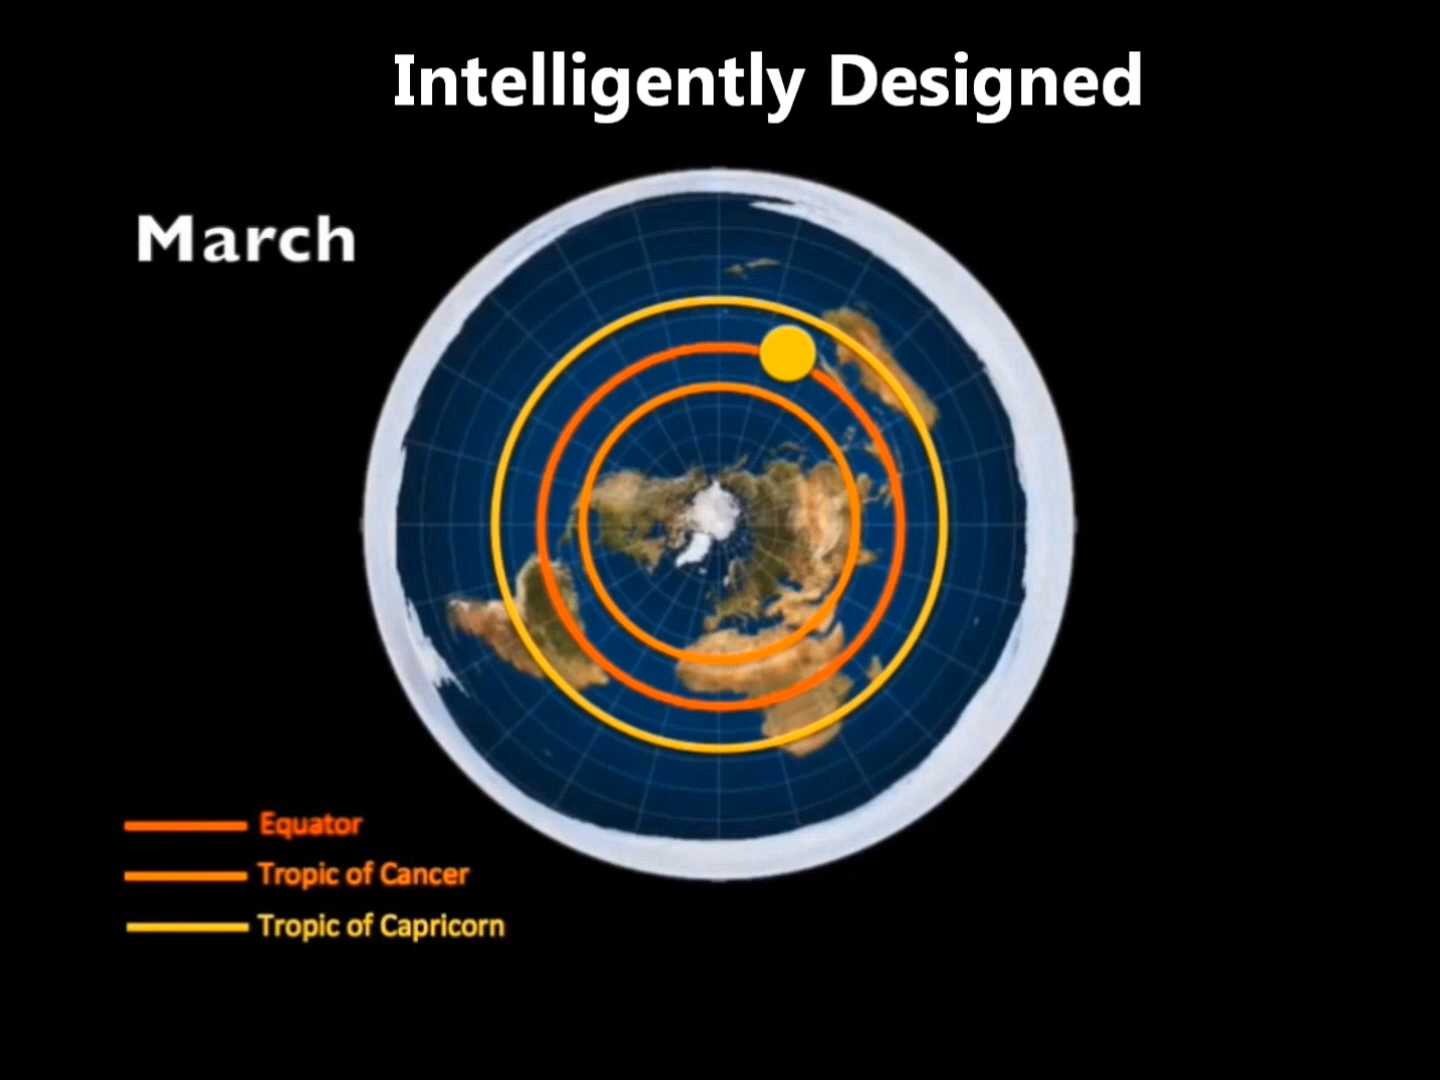 Intelligently Designed
March
Equator
Tropic of Cancer
Tropic of Capricorn